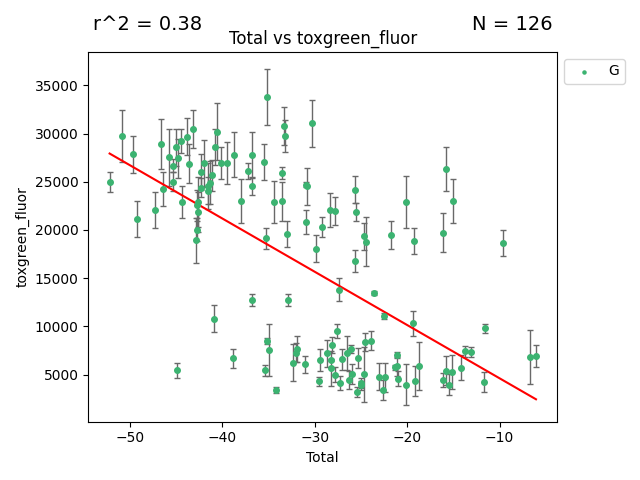 r^2 = 0.38
N = 126
Total vs toxgreen_fluor
G
35000
30000
25000
20000
15000
10000
5000
toxgreen_fluor
−50
−40
−30
−20
−10
Total